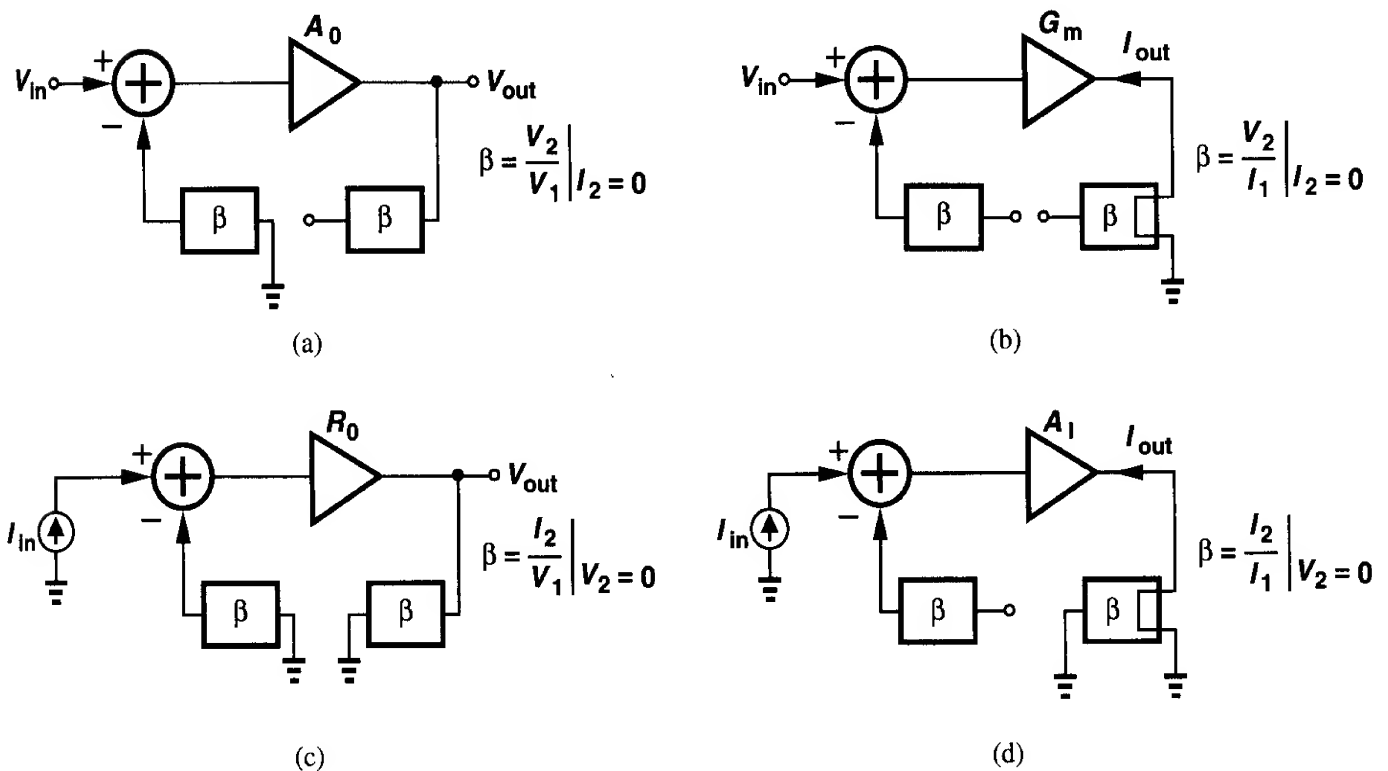 A0
Vin + − Vout
β β
β = V2/V1 | I2 = 0
(a)
Gm
Vin + − Iout
β β
β = V2/I1 | I2 = 0
(b)
R0
Iin + − Vout
β β
β = I2/V1 | V2 = 0
(c)
AI
Iin + − Iout
β β
β = I2/I1 | V2 = 0
(d)